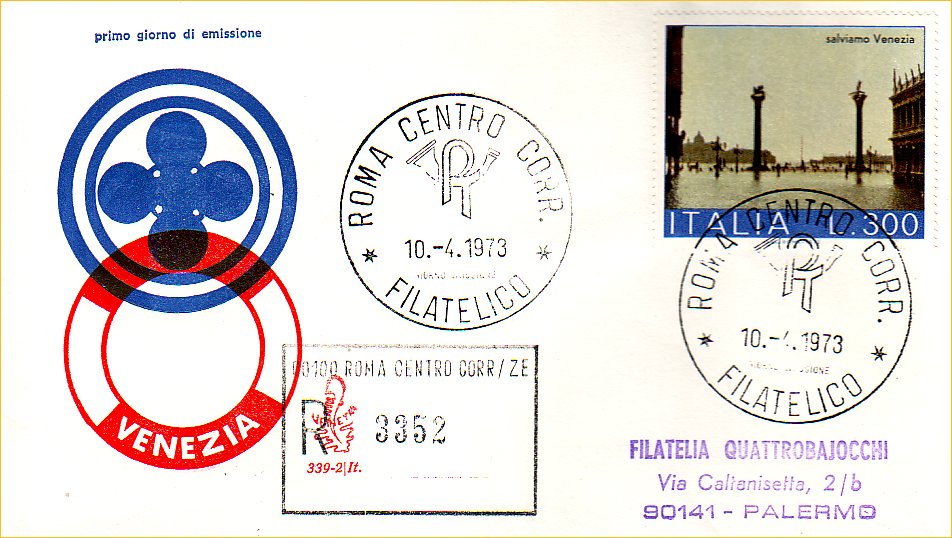 primo giorno di emissione
VENEZIA
ROMA CENTRO CORR.
10.-4.1973
FILATELICO
salviamo Venezia
ITALIA 300
ROMA CENTRO CORR.
10.-4.1973
FILATELICO
00100 ROMA CENTRO CORR/ZE
R
VENETIA
3352
339-2|It.
FILATELIA QUATTROBAJOCCHI
Via Caltanisetta, 2/b
90141 - PALERMO